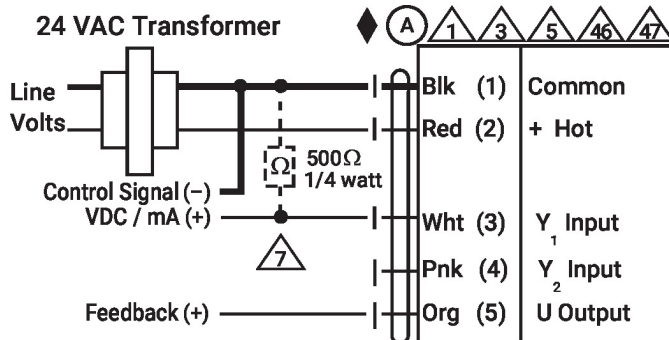 24 VAC Transformer
A 1 3 5 46 47
Line
Volts
Blk (1) Common
Red (2) + Hot
Ω 500Ω
1/4 watt
Control Signal (−)
VDC / mA (+)
7
Wht (3) Y1 Input
Pnk (4) Y2 Input
Feedback (+)
Org (5) U Output